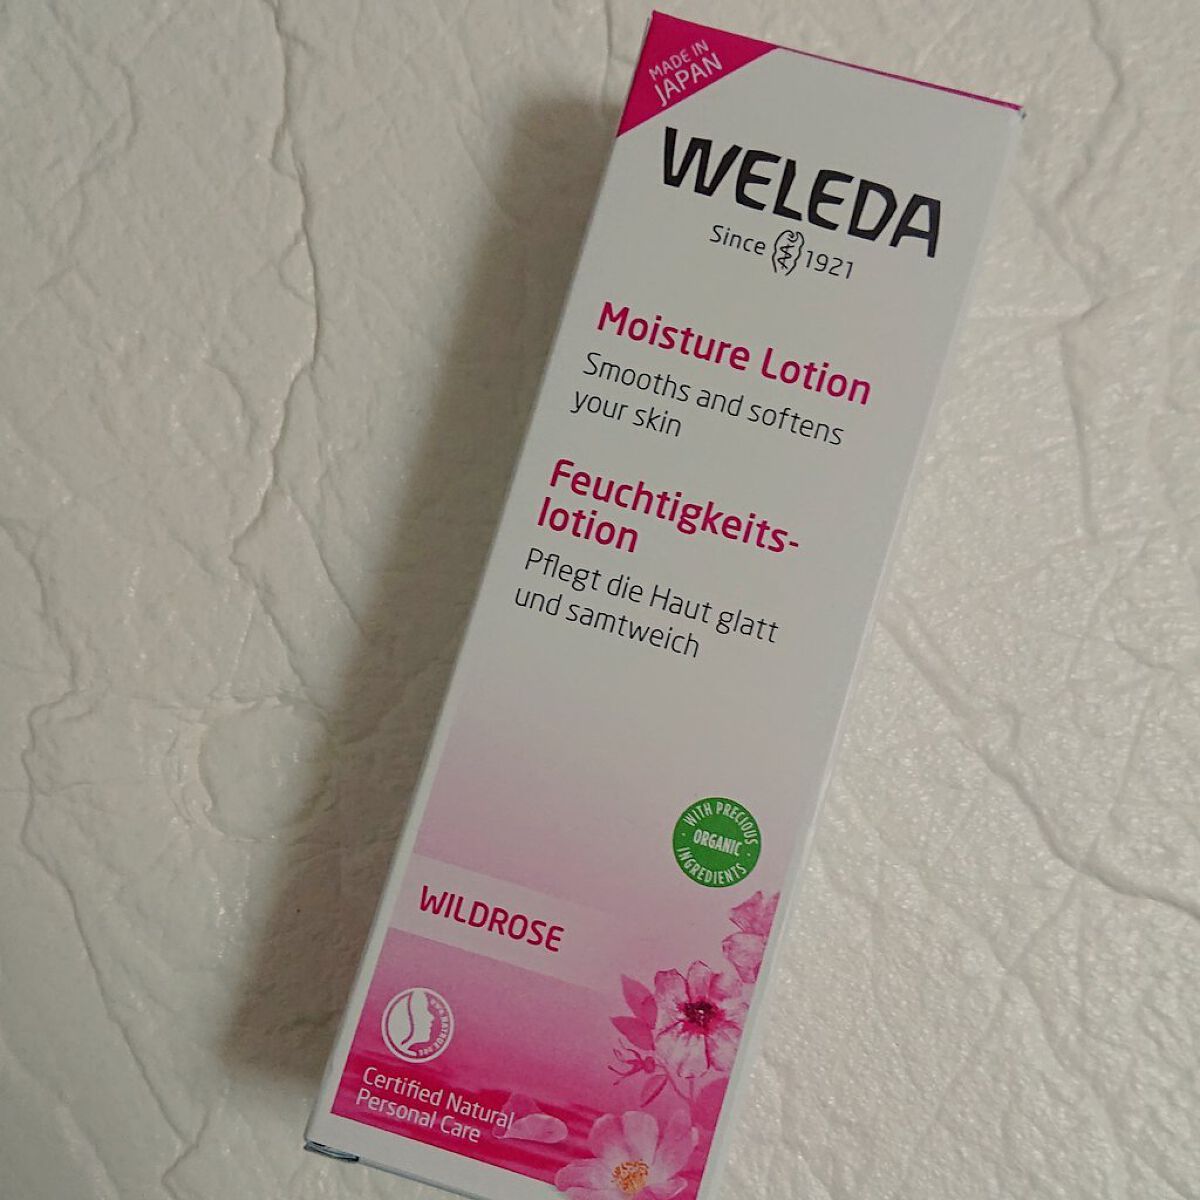 MADE IN
JAPAN
WELEDA
Since 1921
Moisture Lotion
Smooths and softens
your skin
Feuchtigkeits-
lotion
Pflegt die Haut glatt
und samtweich
WITH PRECIOUS
ORGANIC
INGREDIENTS
WILDROSE
NATRUE
Certified Natural
Personal Care